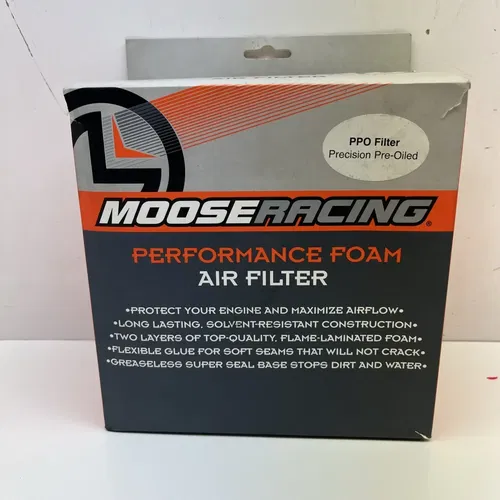 AIR FILTER
PPO Filter
Precision Pre-Oiled
MOOSERACING®
PERFORMANCE FOAM
AIR FILTER
•PROTECT YOUR ENGINE AND MAXIMIZE AIRFLOW•
•LONG LASTING, SOLVENT-RESISTANT CONSTRUCTION•
•TWO LAYERS OF TOP-QUALITY, FLAME-LAMINATED FOAM•
•FLEXIBLE GLUE FOR SOFT SEAMS THAT WILL NOT CRACK•
•GREASELESS SUPER SEAL BASE STOPS DIRT AND WATER•